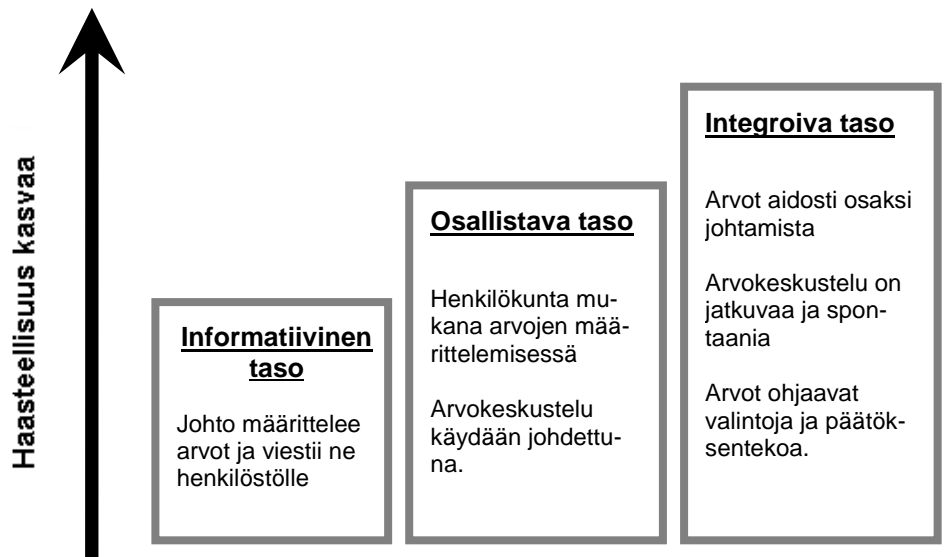 Haasteellisuus kasvaa
Informatiivinen
taso
Johto määrittelee
arvot ja viestii ne
henkilöstölle
Osallistava taso
Henkilökunta mu-
kana arvojen mää-
rittelemisessä
Arvokeskustelu
käydään johdettu-
na.
Integroiva taso
Arvot aidosti osaksi
johtamista
Arvokeskustelu on
jatkuvaa ja spon-
taania
Arvot ohjaavat
valintoja ja päätök-
sentekoa.